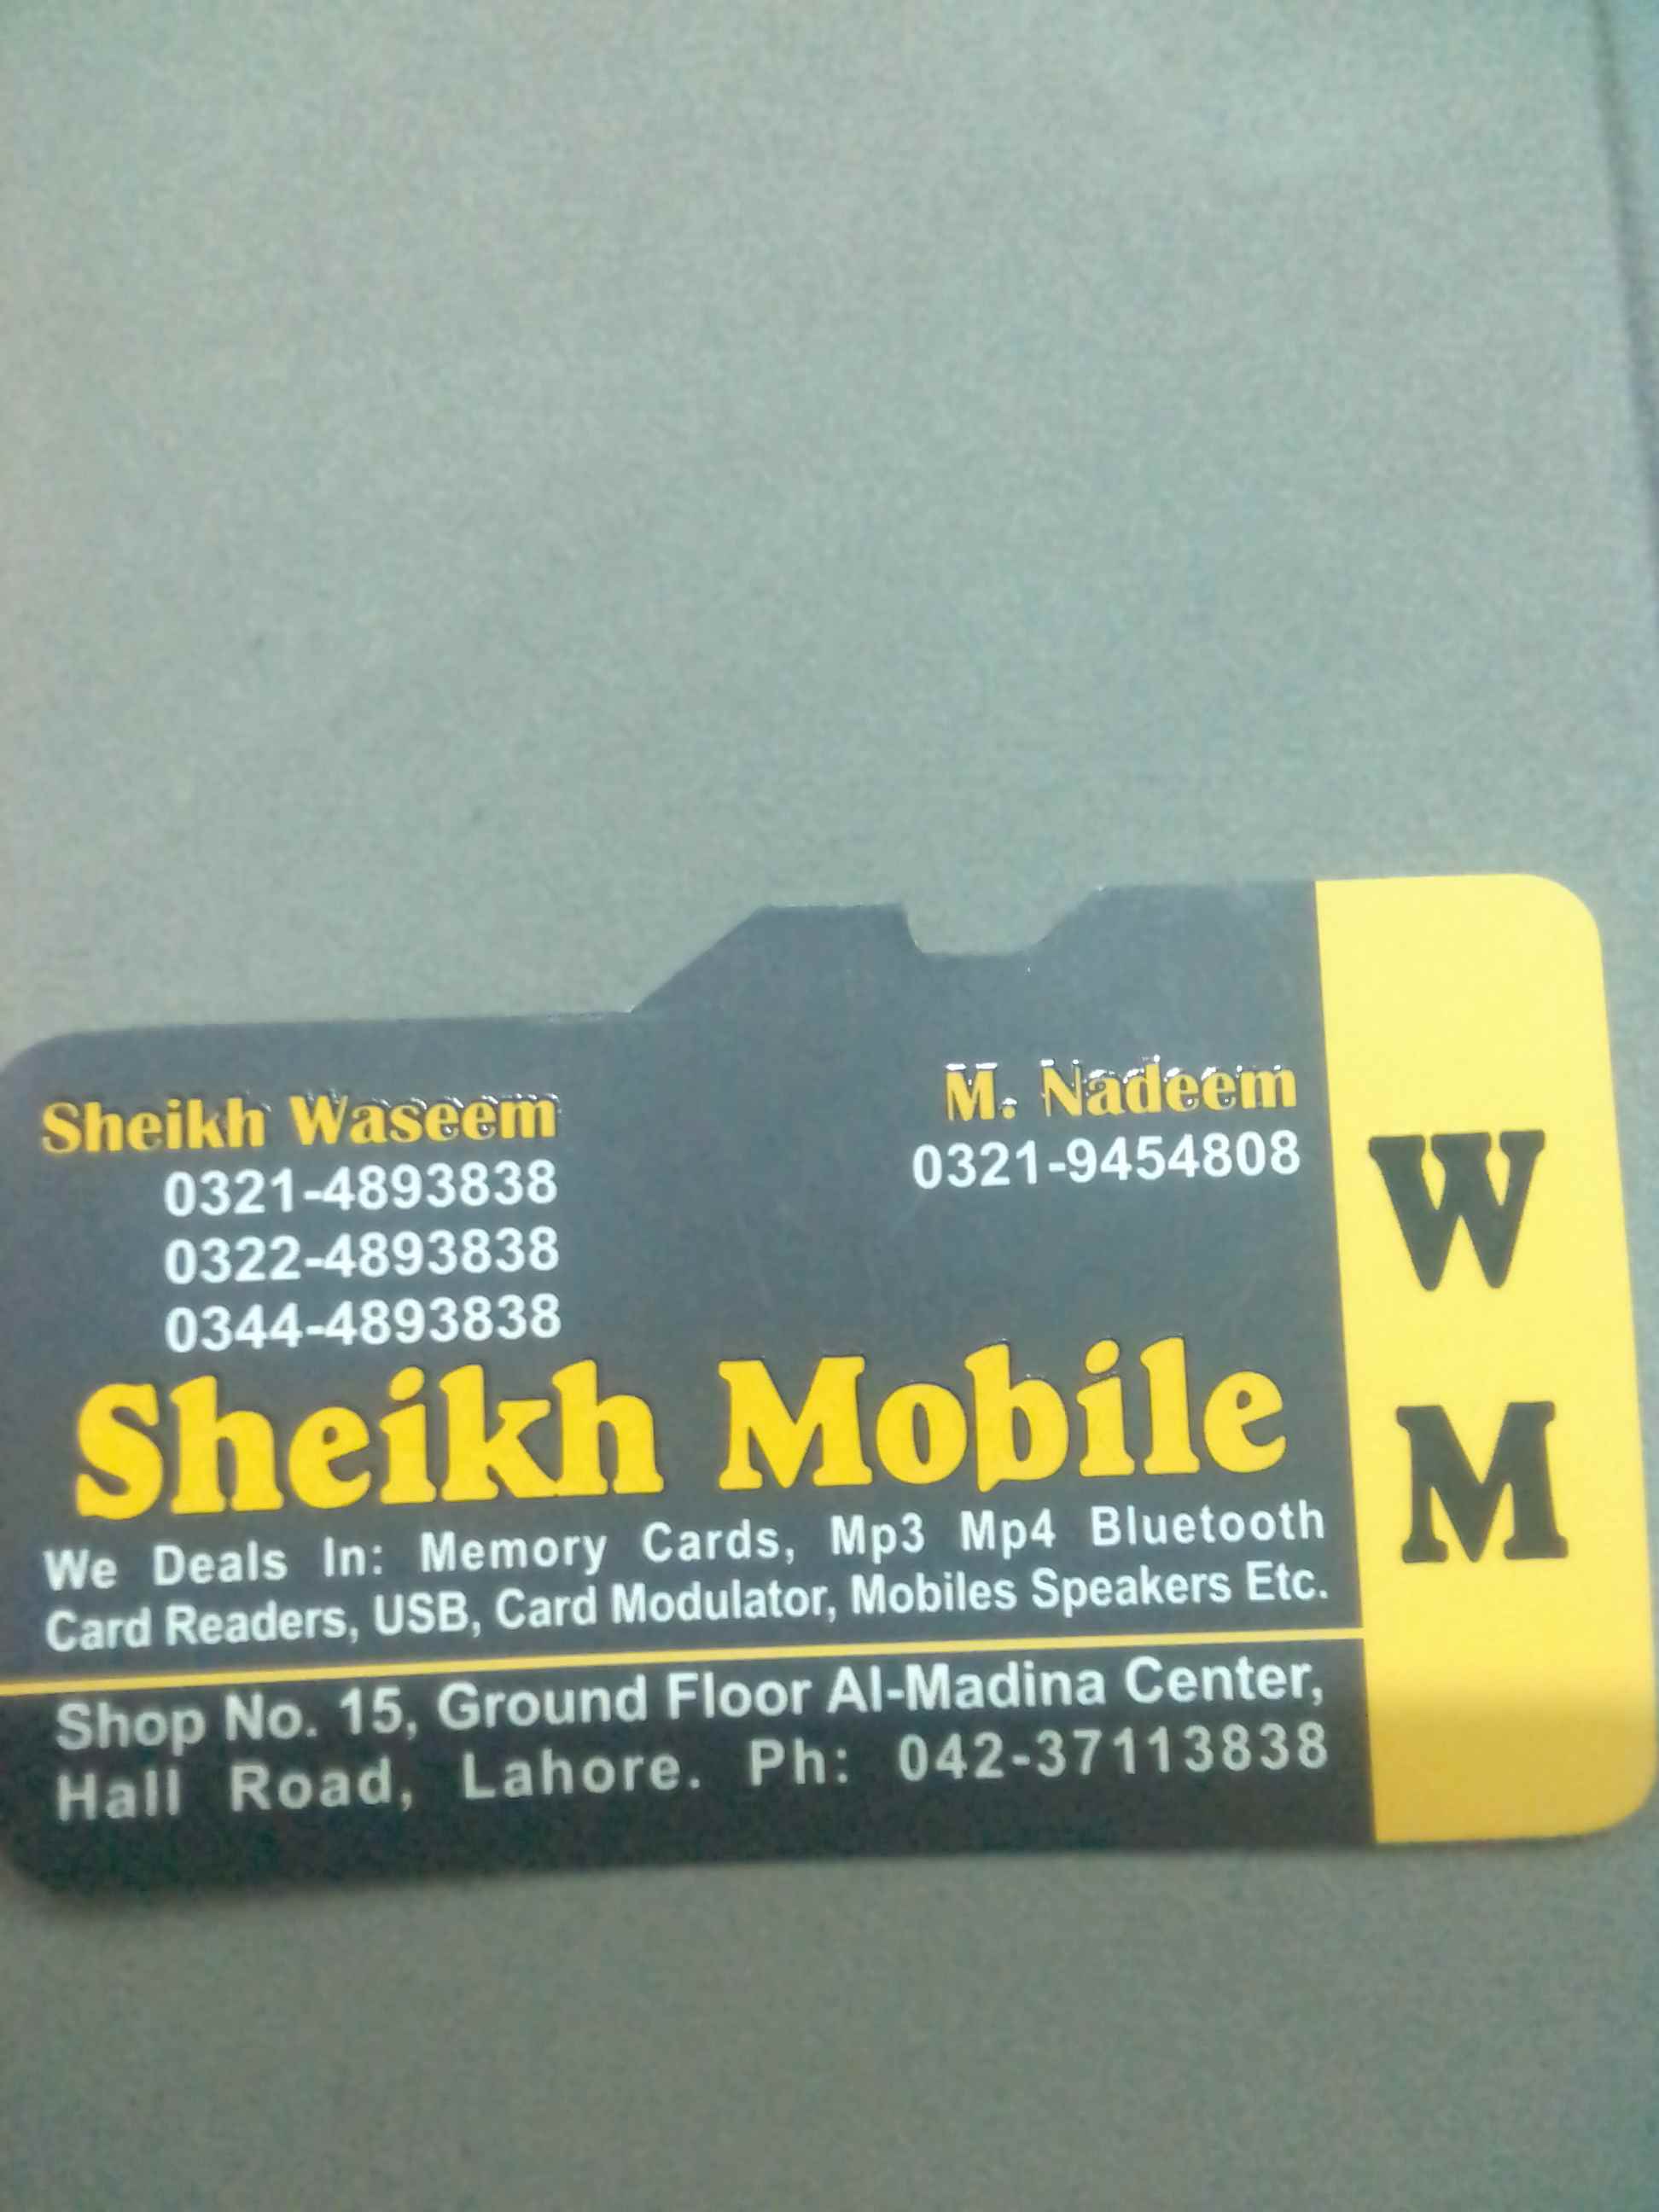 Sheikh Waseem
0321-4893838
0322-4893838
0344-4893838
M. Nadeem
0321-9454808
Sheikh Mobile
We Deals In: Memory Cards, Mp3 Mp4 Bluetooth
Card Readers, USB, Card Modulator, Mobiles Speakers Etc.
Shop No. 15, Ground Floor Al-Madina Center,
Hall Road, Lahore. Ph: 042-37113838
W
M